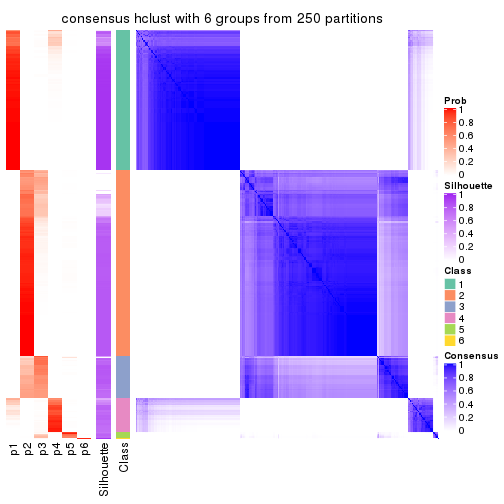 consensus hclust with 6 groups from 250 partitions
Prob
1
0.8
0.6
0.4
0.2
0
Silhouette
1
0.8
0.6
0.4
0.2
0
Class
1
2
3
4
5
6
Consensus
1
0.8
0.6
0.4
0.2
0
p1
p2
p3
p4
p5
p6
Silhouette
Class